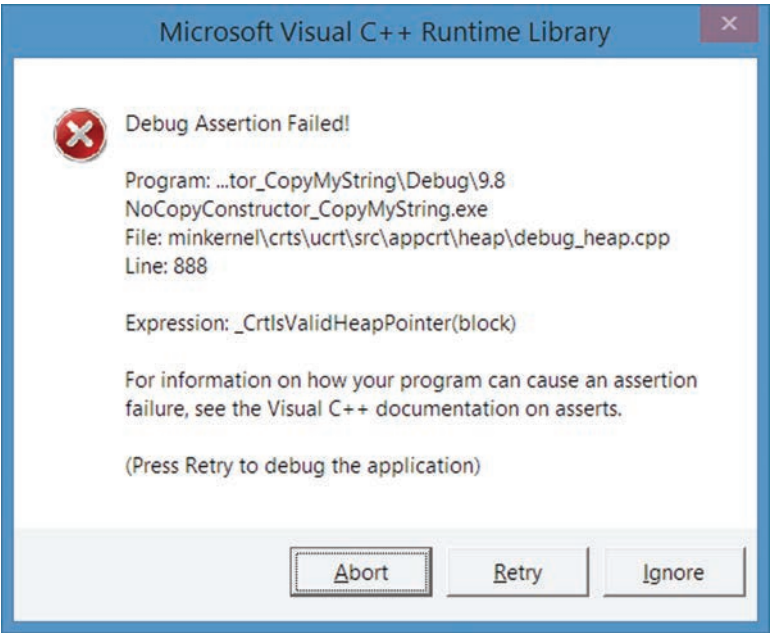 Microsoft Visual C++ Runtime Library
Debug Assertion Failed!
Program: ...tor_CopyMyString\Debug\9.8
NoCopyConstructor_CopyMyString.exe
File: minkernel\crts\ucrt\src\appcrt\heap\debug_heap.cpp
Line: 888
Expression: _CrtIsValidHeapPointer(block)
For information on how your program can cause an assertion
failure, see the Visual C++ documentation on asserts.
(Press Retry to debug the application)
Abort Retry Ignore